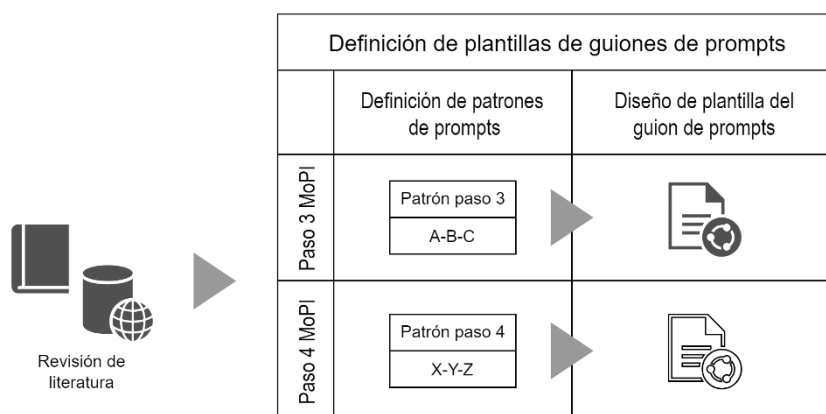 Definición de plantillas de guiones de prompts
Definición de patrones
de prompts
Diseño de plantilla del
guion de prompts
Paso 3 MoPI
Patrón paso 3
A-B-C
Paso 4 MoPI
Patrón paso 4
X-Y-Z
Revisión de
literatura